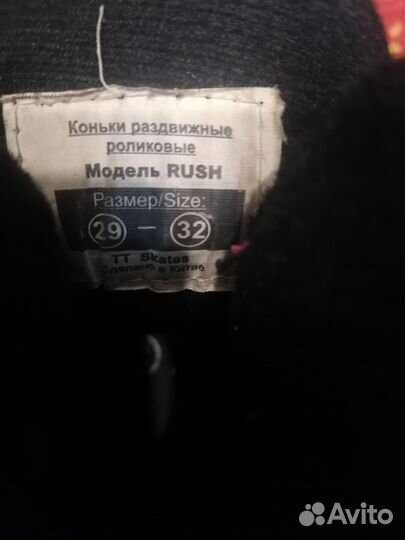 Коньки раздвижные
роликовые
Модель RUSH
Размер/Size:
29 — 32
TT Skates
Сделано в Китае
Avito